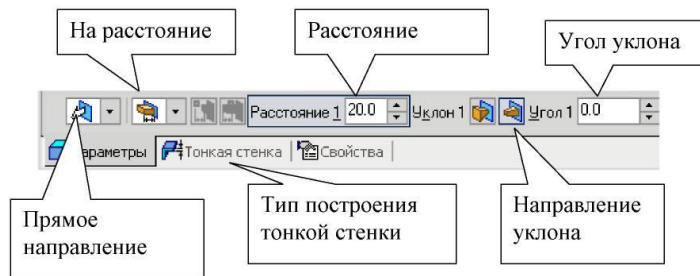 На расстояние
Расстояние
Угол уклона
Расстояние 1 20.0 Уклон 1 Угол 1 0.0
Параметры Тонкая стенка Свойства
Прямое
направление
Тип построения
тонкой стенки
Направление
уклона